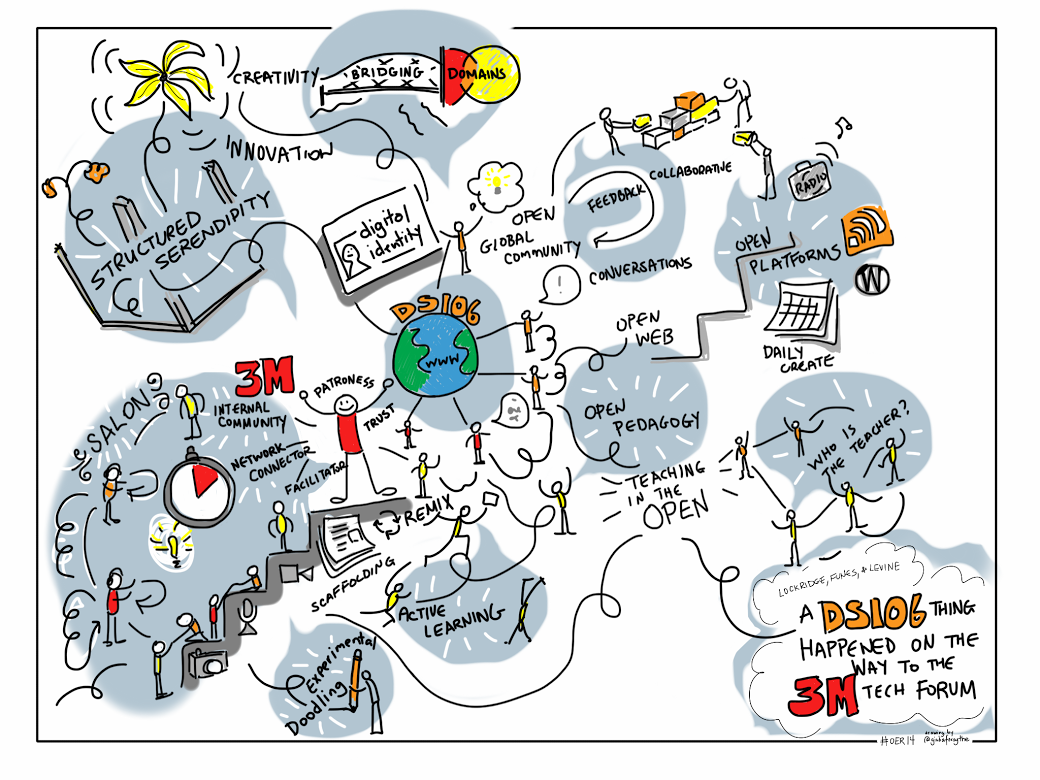 CREATIVITY
BRIDGING
DOMAINS
INNOVATION
STRUCTURED
SERENDIPITY
digital
identity
OPEN
GLOBAL
COMMUNITY
FEEDBACK
COLLABORATIVE
CONVERSATIONS
!
RADIO
OPEN
PLATFORMS
W
DAILY
CREATE
DS106
WWW
OPEN
WEB
OPEN
PEDAGOGY
TEACHING
IN THE
OPEN
WHO IS
THE TEACHER?
3M
INTERNAL
COMMUNITY
PATRONESS
TRUST
NETWORK
CONNECTOR
FACILITATOR
SALON
REMIX
SCAFFOLDING
ACTIVE
LEARNING
Experimental
Doodling
LOCKRIDGE, FUNES, & LEVINE
A DS106 THING
HAPPENED ON THE
WAY TO THE
3M TECH FORUM
#OER14
drawing by
@giuliaforsythe